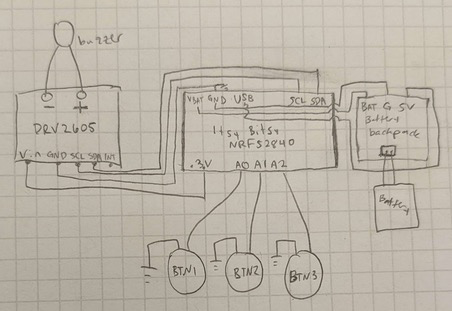 buzzer
- +
DRV2605
Vin GND SCL SDA INT
VBAT GND USB SCL SDA
Itsy Bitsy
NRF52840
.3V
A0 A1 A2
BAT G 5V
Battery
backpack
Battery
BTN1
BTN2
BTN3